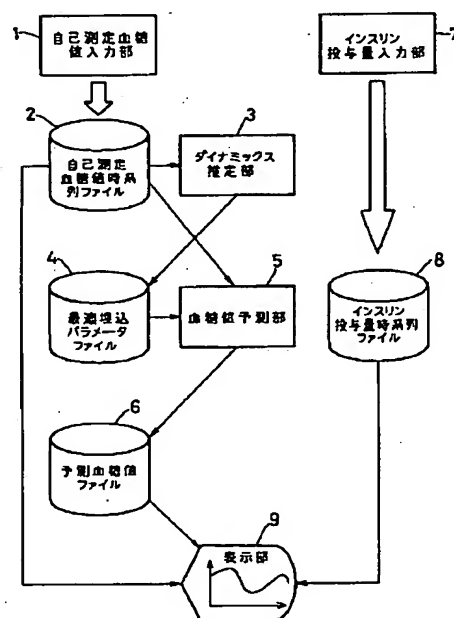 1
自己測定血糖
値入力部
インスリン
投与量入力部
7
2
自己測定
血糖値時系
列ファイル
3
ダイナミックス
推定部
4
最適埋込
パラメータ
ファイル
5
血糖値予測部
8
インスリン
投与量時系列
ファイル
6
予測血糖値
ファイル
9
表示部